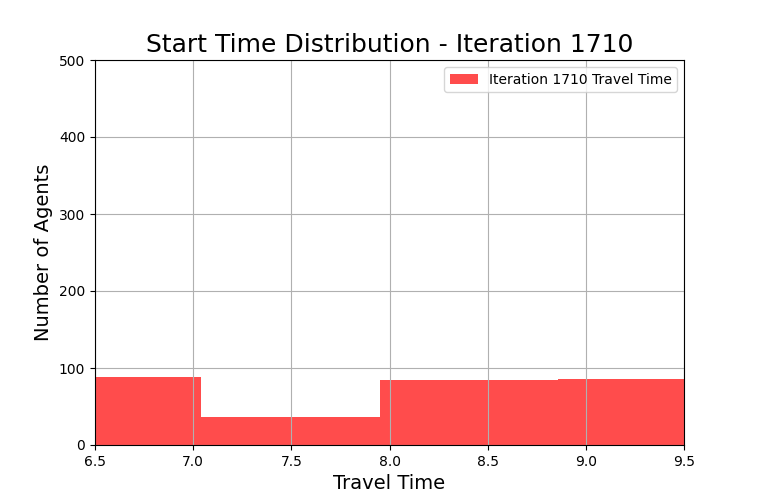 Start Time Distribution - Iteration 1710
500
Iteration 1710 Travel Time
400
300
200
100
0
Number of Agents
6.5 7.0 7.5 8.0 8.5 9.0 9.5
Travel Time